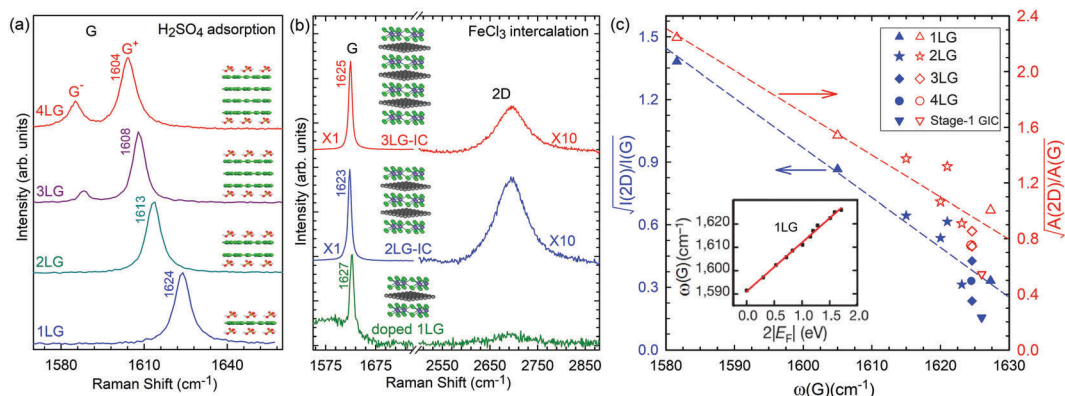 (a)
G
H₂SO₄ adsorption
G⁻
G⁺
1604
4LG
1608
3LG
1613
2LG
1624
1LG
Intensity (arb. units)
1580
1610
1640
Raman Shift (cm⁻¹)
(b)
FeCl₃ intercalation
G
1625
2D
X1
3LG-IC
X10
1623
X1
2LG-IC
X10
1627
doped 1LG
Intensity (arb. units)
1575
1675
2550
2650
2750
2850
Raman Shift (cm⁻¹)
(c)
√I(2D)/I(G)
1.5
1.2
0.9
0.6
0.3
0.0
2.4
2.0
1.6
1.2
0.8
0.4
0.0
√A(2D)/A(G)
1LG
2LG
3LG
4LG
Stage-1 GIC
1LG
ω(G)(cm⁻¹)
1,620
1,610
1,600
1,590
0.0
0.5
1.0
1.5
2|E_F| (eV)
1580
1590
1600
1610
1620
1630
ω(G)(cm⁻¹)